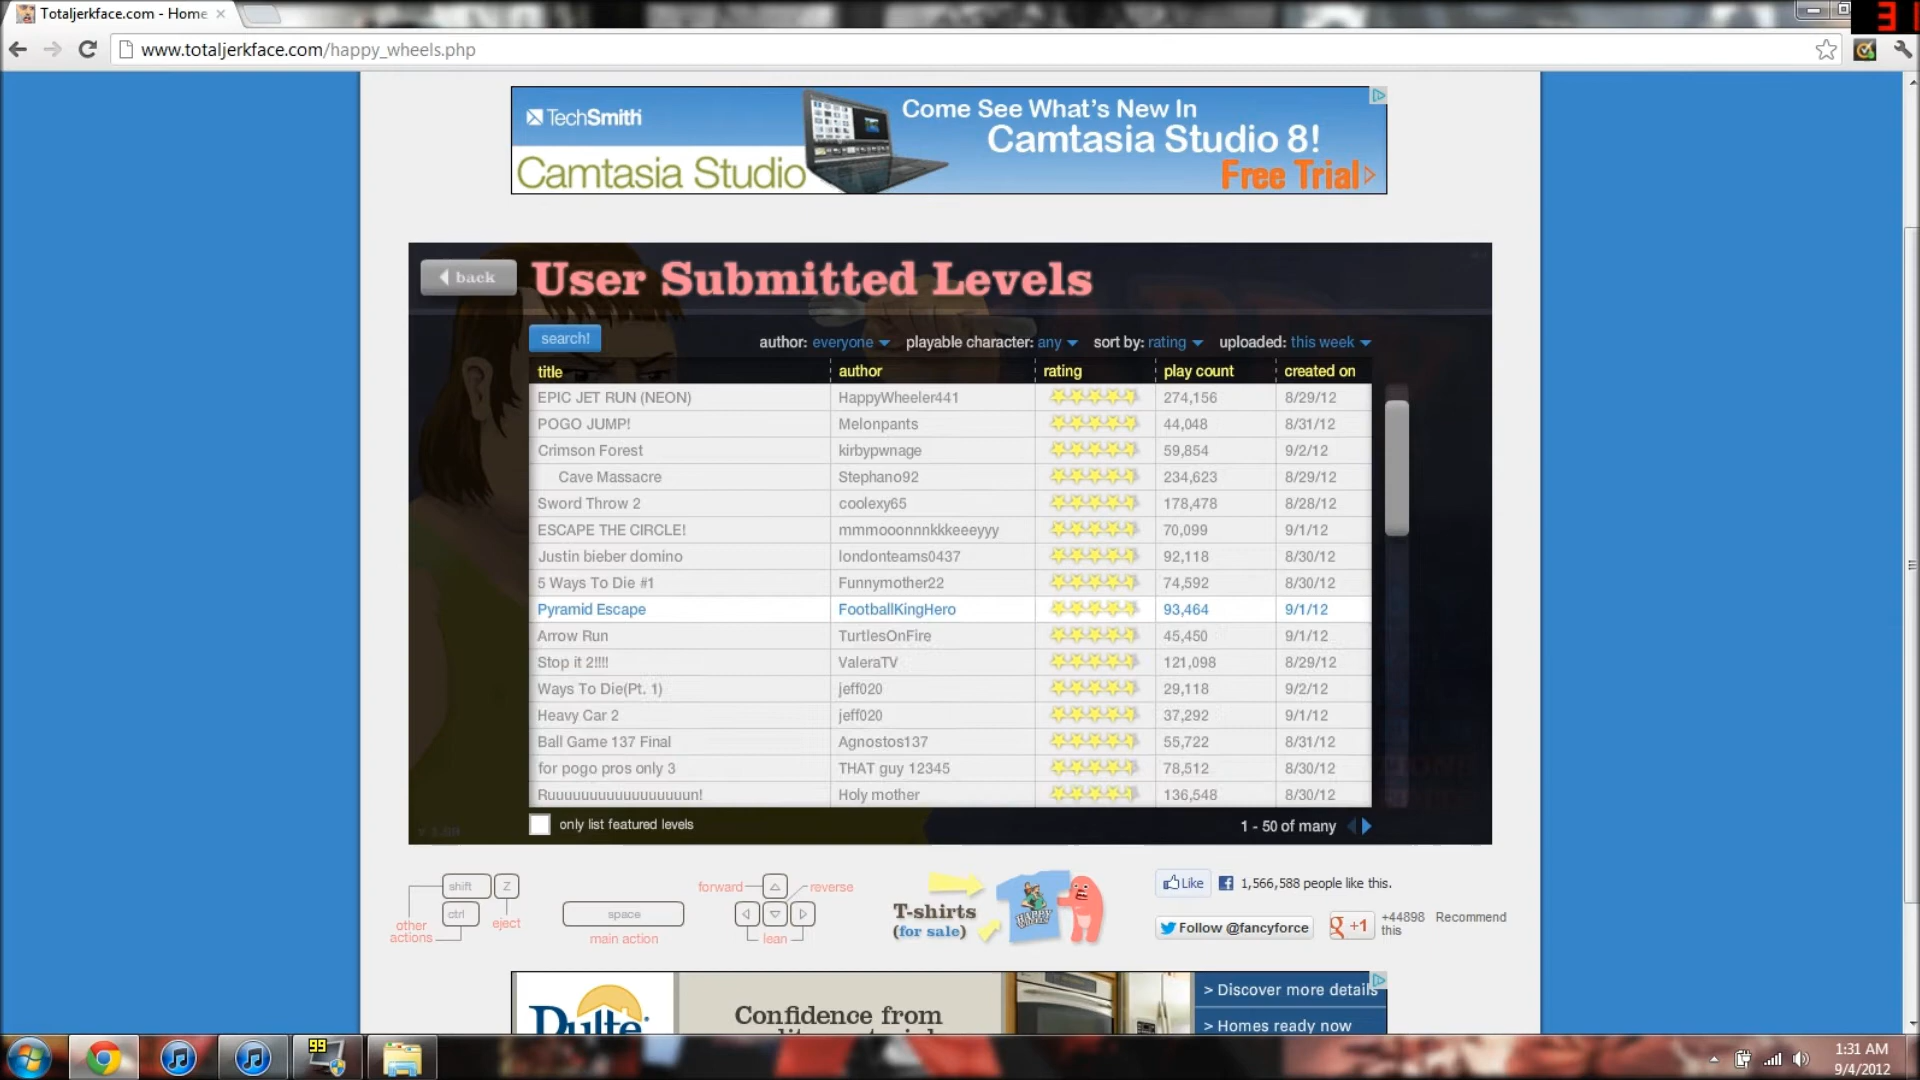 Totaljerkface.com - Home
31
www.totaljerkface.com/happy_wheels.php
TechSmith
Camtasia Studio
Come See What's New In
Camtasia Studio 8!
Free Trial
back
User Submitted Levels
search!
author: everyone playable character: any sort by: rating uploaded: this week
title author rating play count created on
EPIC JET RUN (NEON) HappyWheeler441 274,156 8/29/12
POGO JUMP! Melonpants 44,048 8/31/12
Crimson Forest kirbypwnage 59,854 9/2/12
Cave Massacre Stephano92 234,623 8/29/12
Sword Throw 2 coolexy65 178,478 8/28/12
ESCAPE THE CIRCLE! mmmooonnnkkkeeeyyy 70,099 9/1/12
Justin bieber domino londonteams0437 92,118 8/30/12
5 Ways To Die #1 Funnymother22 74,592 8/30/12
Pyramid Escape FootballKingHero 93,464 9/1/12
Arrow Run TurtlesOnFire 45,450 9/1/12
Stop it 2!!!! ValeraTV 121,098 8/29/12
Ways To Die(Pt. 1) jeff020 29,118 9/2/12
Heavy Car 2 jeff020 37,292 9/1/12
Ball Game 137 Final Agnostos137 55,722 8/31/12
for pogo pros only 3 THAT guy 12345 78,512 8/30/12
Ruuuuuuuuuuuuuuuun! Holy mother 136,548 8/30/12
only list featured levels
1 - 50 of many
shift Z
ctrl
other actions
eject
space
main action
forward reverse
lean
T-shirts
(for sale)
HAPPY WHEELS
Like 1,566,588 people like this.
Follow @fancyforce
+1 +44898 Recommend this
Pulte
Confidence from
> Discover more details
> Homes ready now
99
1:31 AM
9/4/2012